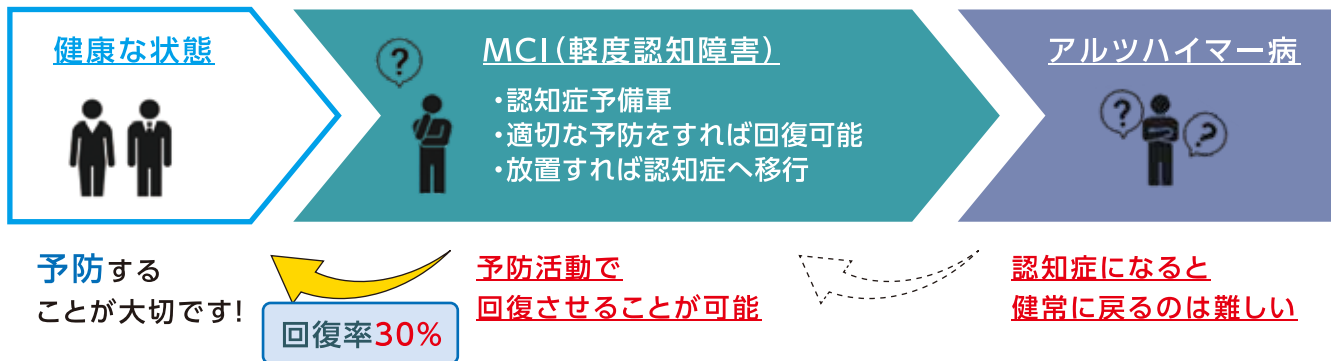 健康な状態
?
MCI(軽度認知障害)
・認知症予備軍
・適切な予防をすれば回復可能
・放置すれば認知症へ移行
アルツハイマー病
?
?
予防する
ことが大切です!
回復率30%
予防活動で
回復させることが可能
認知症になると
健常に戻るのは難しい